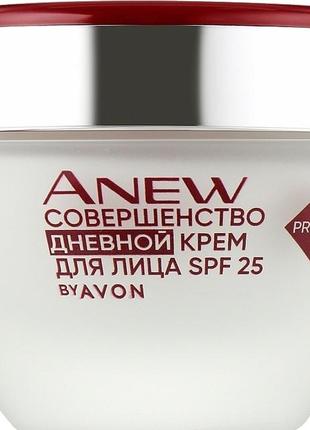 ANEW
СОВЕРШЕНСТВО
ДНЕВНОЙ КРЕМ
ДЛЯ ЛИЦА SPF 25
BY AVON